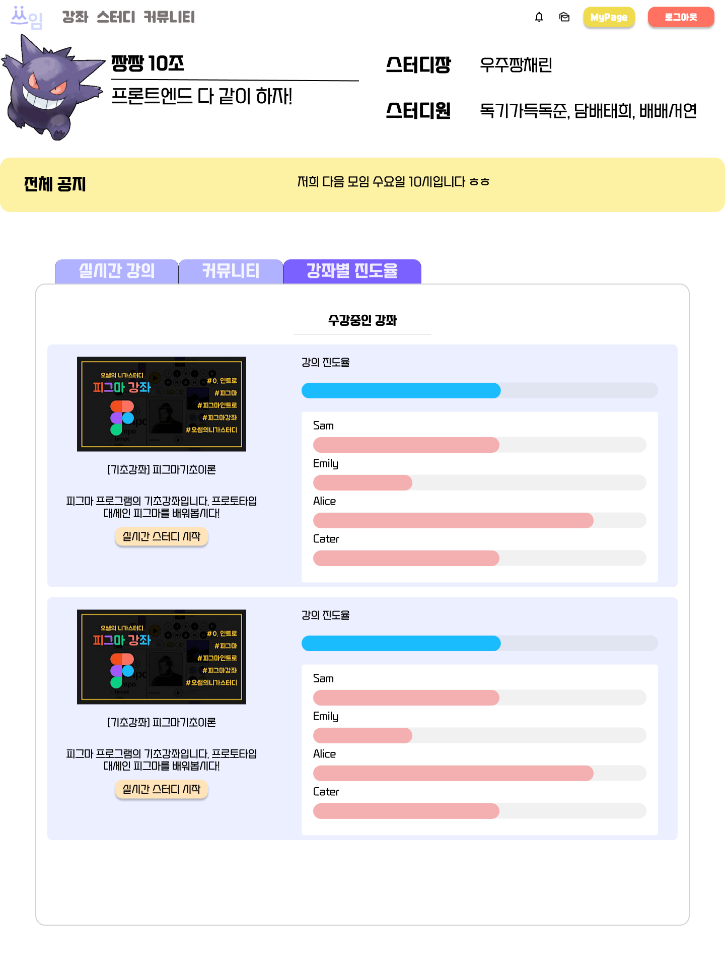 쓰임
강좌 스터디 커뮤니티
MyPage
로그아웃
짱짱 10조
프론트엔드 다 같이 하자!
스터디장 우주짱채린
스터디원 독기가득독준, 담배태희, 배배서연
전체 공지
저희 다음 모임 수요일 10시입니다 ㅎㅎ
실시간 강의 커뮤니티 강좌별 진도율
수강중인 강좌
오월의 니가스터디
피그마 강좌
#0. 인트로
#피그마
#피그마인트로
#피그마강좌
#오월의니가스터디
[기초강좌] 피그마기초이론
피그마 프로그램의 기초강좌입니다. 프로토타입
대세인 피그마를 배워봅시다!
실시간 스터디 시작
강의 진도율
Sam
Emily
Alice
Cater
오월의 니가스터디
피그마 강좌
#0. 인트로
#피그마
#피그마인트로
#피그마강좌
#오월의니가스터디
[기초강좌] 피그마기초이론
피그마 프로그램의 기초강좌입니다. 프로토타입
대세인 피그마를 배워봅시다!
실시간 스터디 시작
강의 진도율
Sam
Emily
Alice
Cater